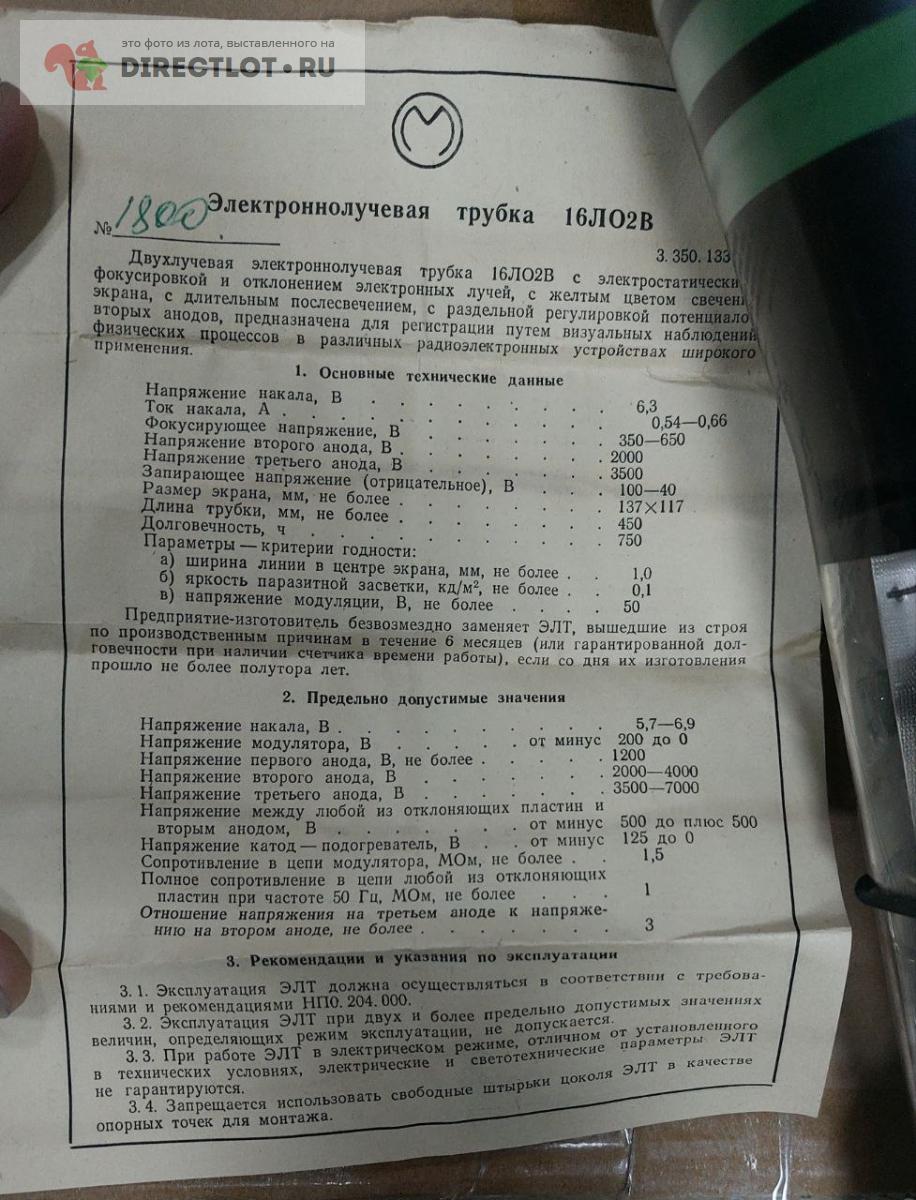 это фото из лота, выставленного на
DIRECTLOT.RU
Электроннолучевая трубка 16ЛО2В
№ 1800
3.350.133
Двухлучевая электроннолучевая трубка 16ЛО2В с электростатическ
фокусировкой и отклонением электронных лучей, с желтым цветом свечен
экрана, с длительным послесвечением, с раздельной регулировкой потенциало
вторых анодов, предназначена для регистрации путем визуальных наблюдений
физических процессов в различных радиоэлектронных устройствах широкого
применения.
1. Основные технические данные
Напряжение накала, В . . . . . . . . 6,3
Ток накала, А . . . . . . . . . 0,54—0,66
Фокусирующее напряжение, В . . . . . . . 350—650
Напряжение второго анода, В . . . . . . . 2000
Напряжение третьего анода, В . . . . . . . 3500
Запирающее напряжение (отрицательное), В . . . 100—40
Размер экрана, мм, не более . . . . . . . 137×117
Длина трубки, мм, не более . . . . . . . 450
Долговечность, ч . . . . . . . . . 750
Параметры — критерии годности:
а) ширина линии в центре экрана, мм, не более . . 1,0
б) яркость паразитной засветки, кд/м², не более . . 0,1
в) напряжение модуляции, В, не более . . . . 50
Предприятие-изготовитель безвозмездно заменяет ЭЛТ, вышедшие из строя
по производственным причинам в течение 6 месяцев (или гарантированной дол-
говечности при наличии счетчика времени работы), если со дня их изготовления
прошло не более полутора лет.
2. Предельно допустимые значения
Напряжение накала, В . . . . . . . . . 5,7—6,9
Напряжение модулятора, В . . . . . от минус 200 до 0
Напряжение первого анода, В, не более . . . . . 1200
Напряжение второго анода, В . . . . . . . 2000—4000
Напряжение третьего анода, В . . . . . . . 3500—7000
Напряжение между любой из отклоняющих пластин и
вторым анодом, В . . . . . . . от минус 500 до плюс 500
Напряжение катод — подогреватель, В . . от минус 125 до 0
Сопротивление в цепи модулятора, МОм, не более . . 1,5
Полное сопротивление в цепи любой из отклоняющих
пластин при частоте 50 Гц, МОм, не более . . . 1
Отношение напряжения на третьем аноде к напряже-
нию на втором аноде, не более . . . . . . . 3
3. Рекомендации и указания по эксплуатации
3.1. Эксплуатация ЭЛТ должна осуществляться в соответствии с требова-
ниями и рекомендациями НП0.204.000.
3.2. Эксплуатация ЭЛТ при двух и более предельно допустимых значениях
величин, определяющих режим эксплуатации, не допускается.
3.3. При работе ЭЛТ в электрическом режиме, отличном от установленного
в технических условиях, электрические и светотехнические параметры ЭЛТ
не гарантируются.
3.4. Запрещается использовать свободные штырьки цоколя ЭЛТ в качестве
опорных точек для монтажа.